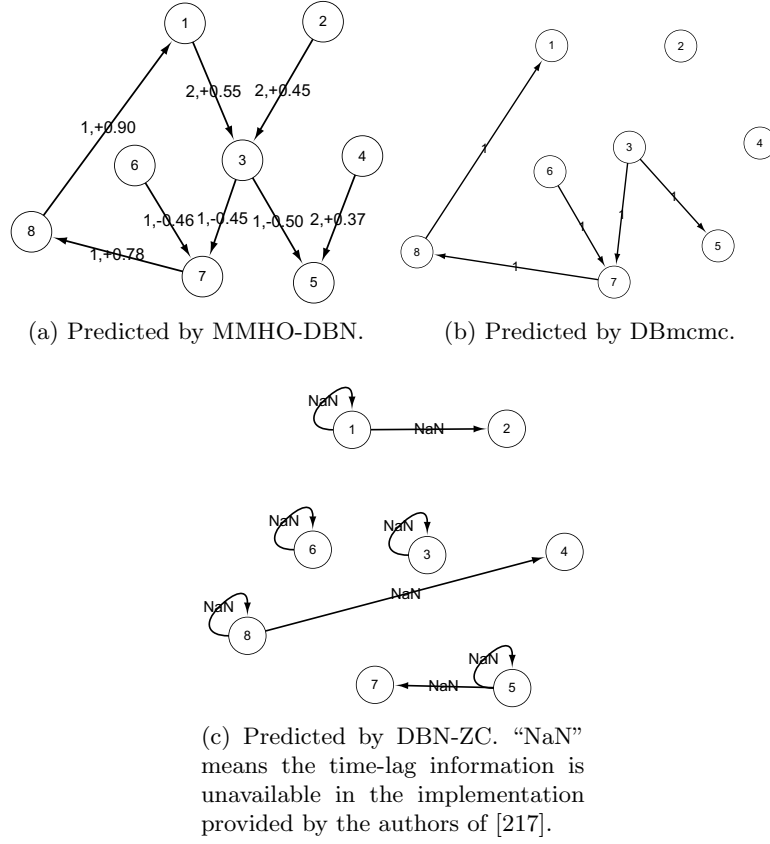 1
2
2,+0.55
2,+0.45
1,+0.90
6
3
4
1,-0.46
1,-0.45
1,-0.50
2,+0.37
8
1,+0.78
7
5
(a) Predicted by MMHO-DBN.
1
2
4
1
3
6
1
1
1
5
8
1
7
(b) Predicted by DBmcmc.
NaN
1
NaN
2
NaN
6
NaN
3
4
NaN
NaN
8
NaN
7
NaN
5
(c) Predicted by DBN-ZC. “NaN”
means the time-lag information is
unavailable in the implementation
provided by the authors of [217].